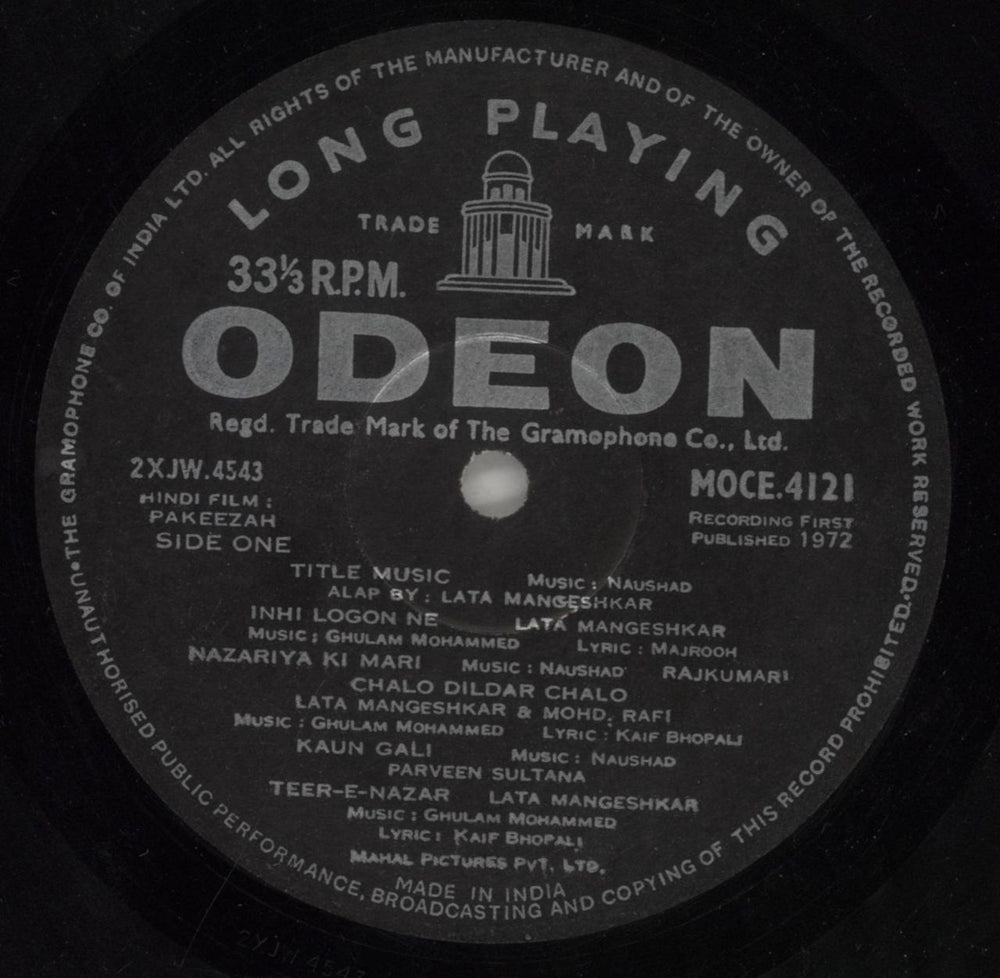 THE GRAMOPHONE CO. OF INDIA LTD. ALL RIGHTS OF THE MANUFACTURER AND OF THE OWNER OF THE RECORDED WORK RESERVED.
UNAUTHORISED PUBLIC PERFORMANCE, BROADCASTING AND COPYING OF THIS RECORD PROHIBITED.
LONG PLAYING
TRADE MARK
33⅓ R.P.M.
ODEON
Regd. Trade Mark of The Gramophone Co., Ltd.
2XJW.4543 MOCE.4121
HINDI FILM : RECORDING FIRST
PAKEEZAH PUBLISHED 1972
SIDE ONE
TITLE MUSIC MUSIC : NAUSHAD
ALAP BY : LATA MANGESHKAR
INHI LOGON NE LATA MANGESHKAR
MUSIC : GHULAM MOHAMMED LYRIC : MAJROOH
NAZARIYA KI MARI MUSIC : NAUSHAD RAJKUMARI
CHALO DILDAR CHALO
LATA MANGESHKAR & MOHD. RAFI
MUSIC : GHULAM MOHAMMED LYRIC : KAIF BHOPALI
KAUN GALI MUSIC : NAUSHAD
PARVEEN SULTANA
TEER-E-NAZAR LATA MANGESHKAR
MUSIC : GHULAM MOHAMMED
LYRIC : KAIF BHOPALI
MAHAL PICTURES PVT. LTD.
MADE IN INDIA
2XJW 4543